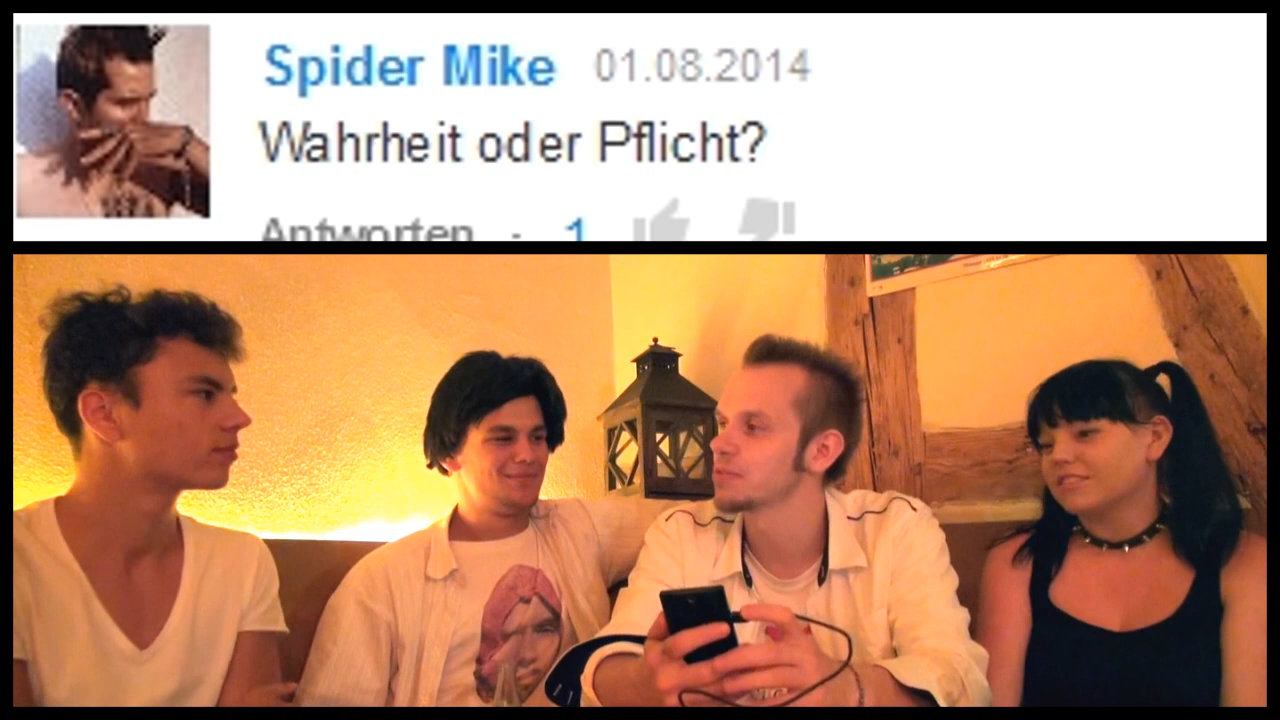 Spider Mike 01.08.2014
Wahrheit oder Pflicht?
Antworten · 1